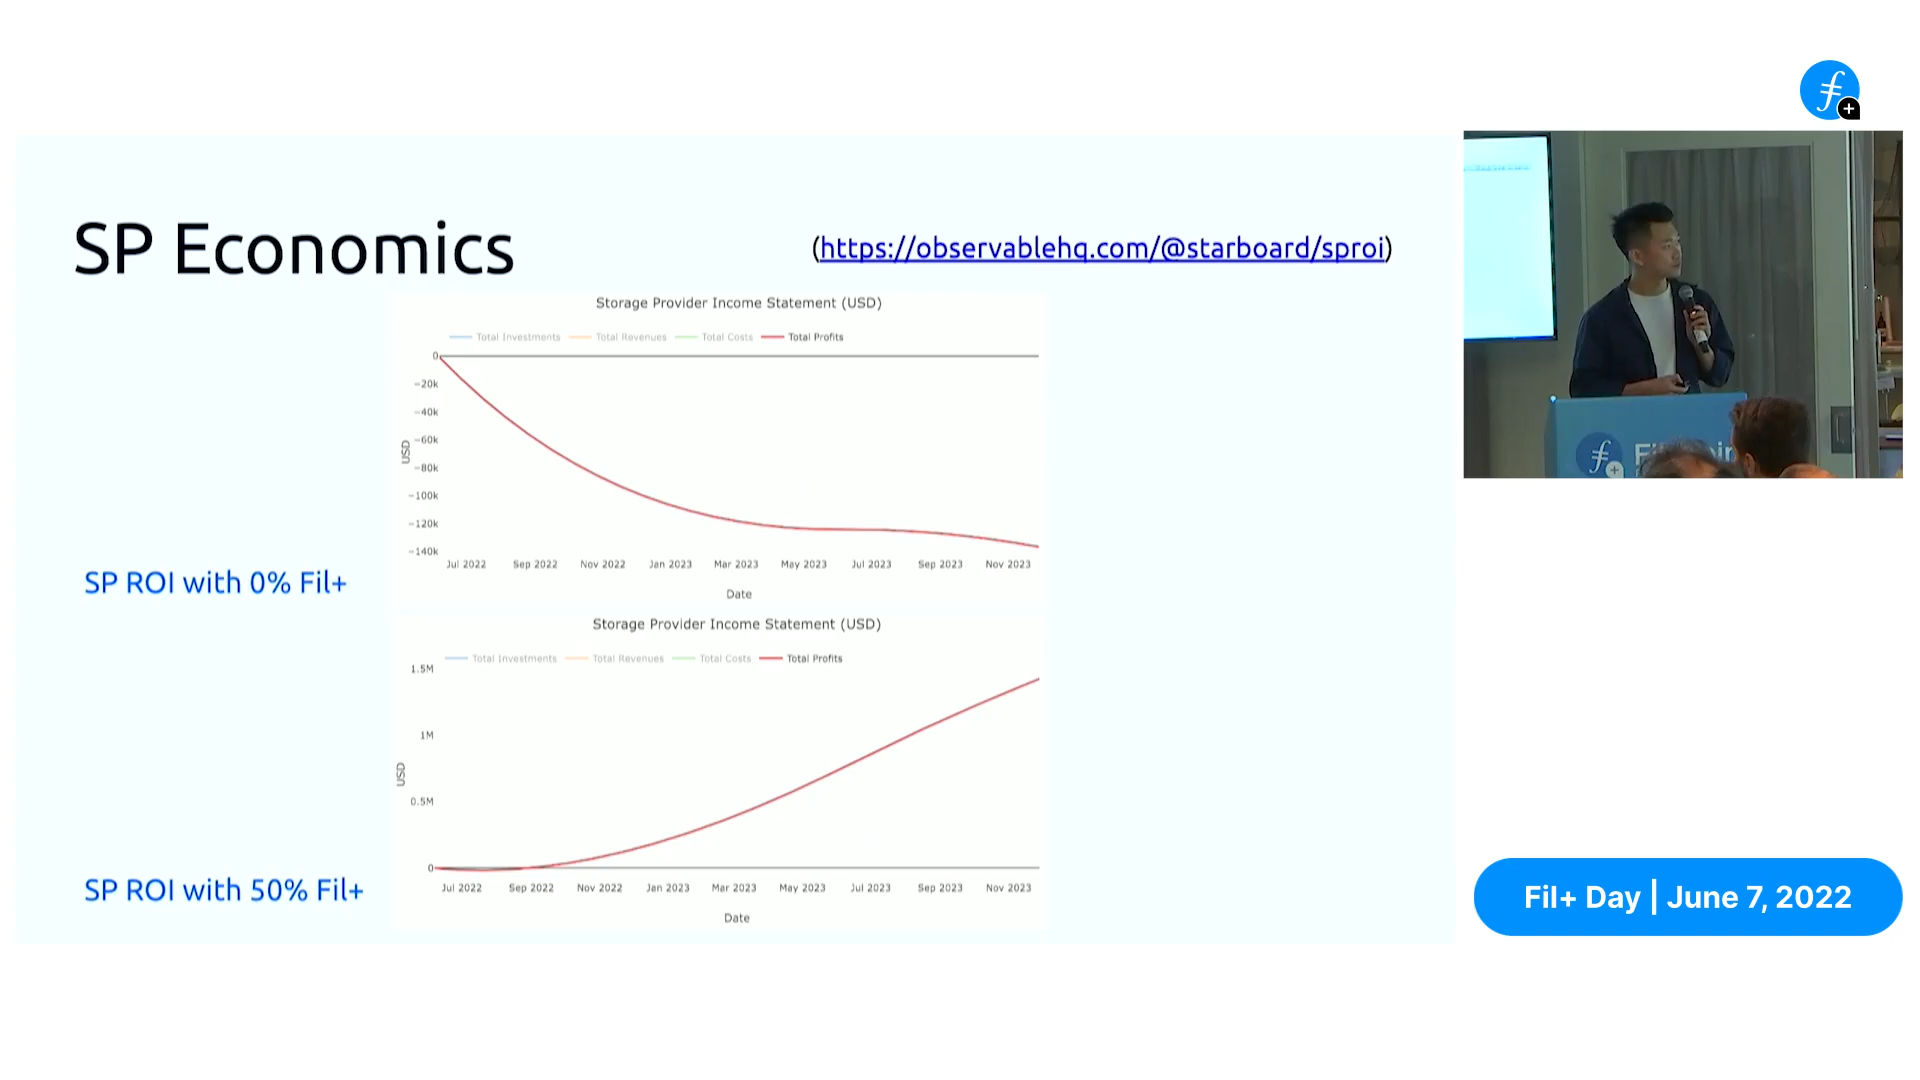 SP Economics
(https://observablehq.com/@starboard/sproi)
Storage Provider Income Statement (USD)
Total Investments Total Revenues Total Costs Total Profits
0
−20k
−40k
−60k
−80k
−100k
−120k
−140k
USD
Jul 2022 Sep 2022 Nov 2022 Jan 2023 Mar 2023 May 2023 Jul 2023 Sep 2023 Nov 2023
Date
SP ROI with 0% Fil+
Storage Provider Income Statement (USD)
Total Investments Total Revenues Total Costs Total Profits
1.5M
1M
0.5M
0
USD
Jul 2022 Sep 2022 Nov 2022 Jan 2023 Mar 2023 May 2023 Jul 2023 Sep 2023 Nov 2023
Date
SP ROI with 50% Fil+
Fil+ Day | June 7, 2022